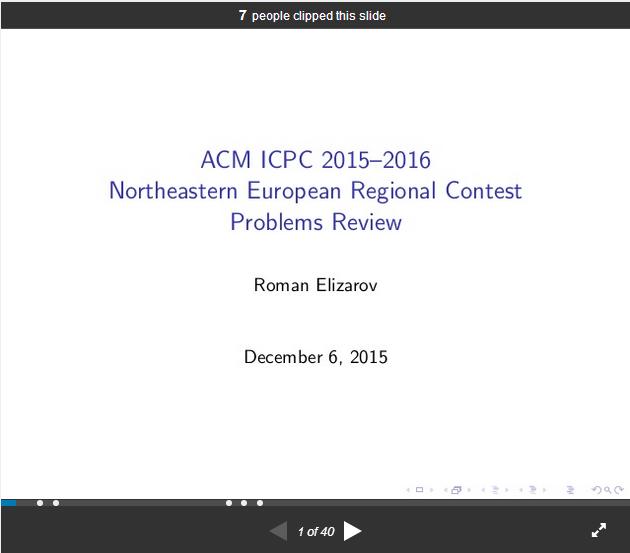 7 people clipped this slide
ACM ICPC 2015–2016
Northeastern European Regional Contest
Problems Review
Roman Elizarov
December 6, 2015
1 of 40